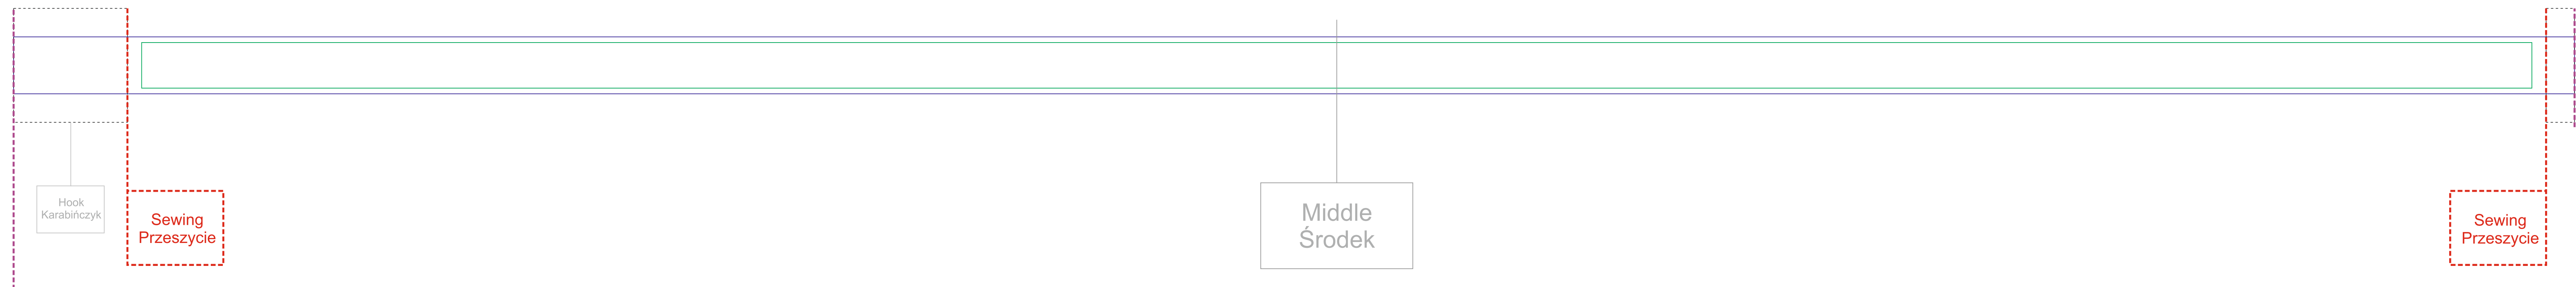 Hook
Karabińczyk
Sewing
Przeszycie
Middle
Środek
Sewing
Przeszycie